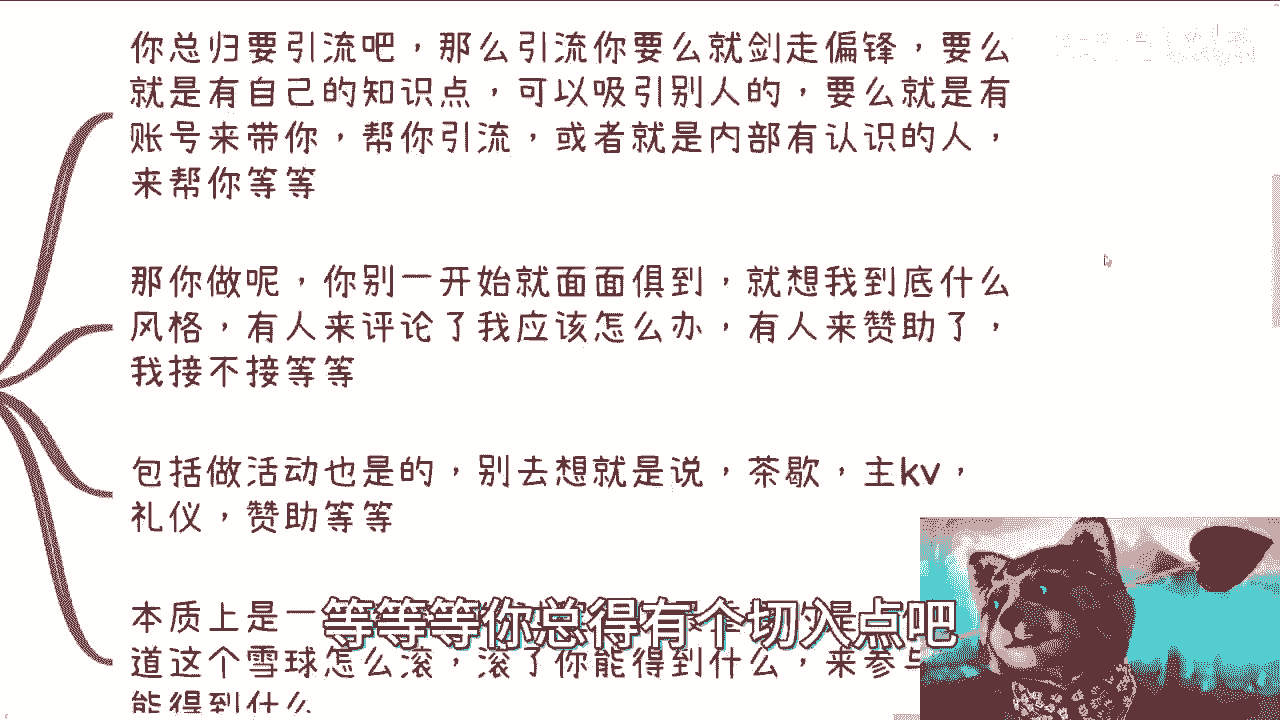 你总归要引流吧，那么引流你要么就剑走偏锋，要么
就是有自己的知识点，可以吸引别人的，要么就是有
账号来带你，帮你引流，或者就是内部有认识的人，
来帮你等等
那你做呢，你别一开始就面面俱到，就想我到底什么
风格，有人来评论了我应该怎么办，有人来赞助了，
我接不接等等
包括做活动也是的，别去想就是说，茶歇，主kv，
礼仪，赞助等等
本质上是一
等等等你总得有个切入点吧
道这个雪球怎么滚，滚了你能得到什么，来参与
能得到什么